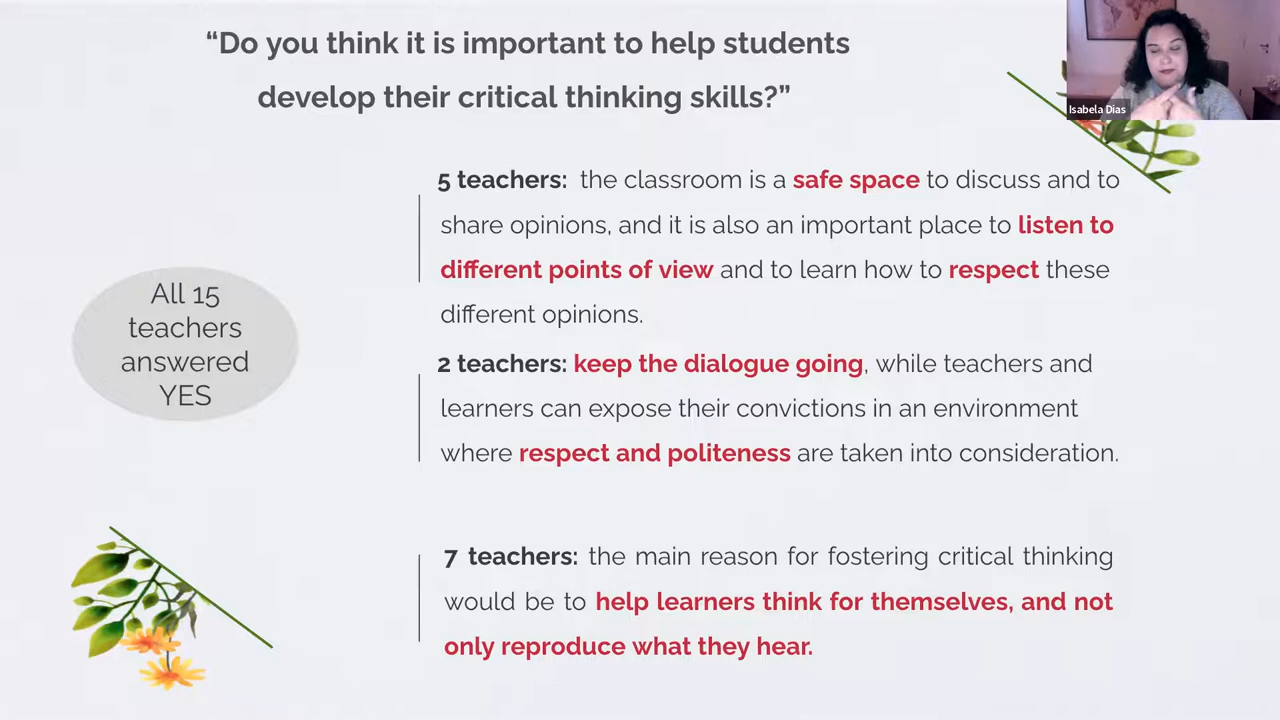 “Do you think it is important to help students
develop their critical thinking skills?”
Isabela Dias
5 teachers: the classroom is a safe space to discuss and to
share opinions, and it is also an important place to listen to
different points of view and to learn how to respect these
different opinions.
All 15
teachers
answered
YES
2 teachers: keep the dialogue going, while teachers and
learners can expose their convictions in an environment
where respect and politeness are taken into consideration.
7 teachers: the main reason for fostering critical thinking
would be to help learners think for themselves, and not
only reproduce what they hear.